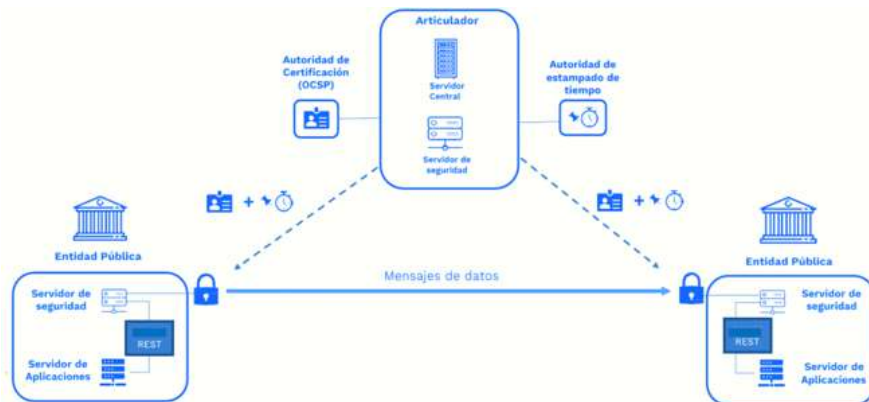 Articulador
Autoridad de
Certificación
(OCSP)
Servidor
Central
Autoridad de
estampado de
tiempo
Servidor de
seguridad
+
+
Entidad Pública
Entidad Pública
Mensajes de datos
Servidor de
seguridad
REST
Servidor de
Aplicaciones
Servidor de
seguridad
REST
Servidor de
Aplicaciones